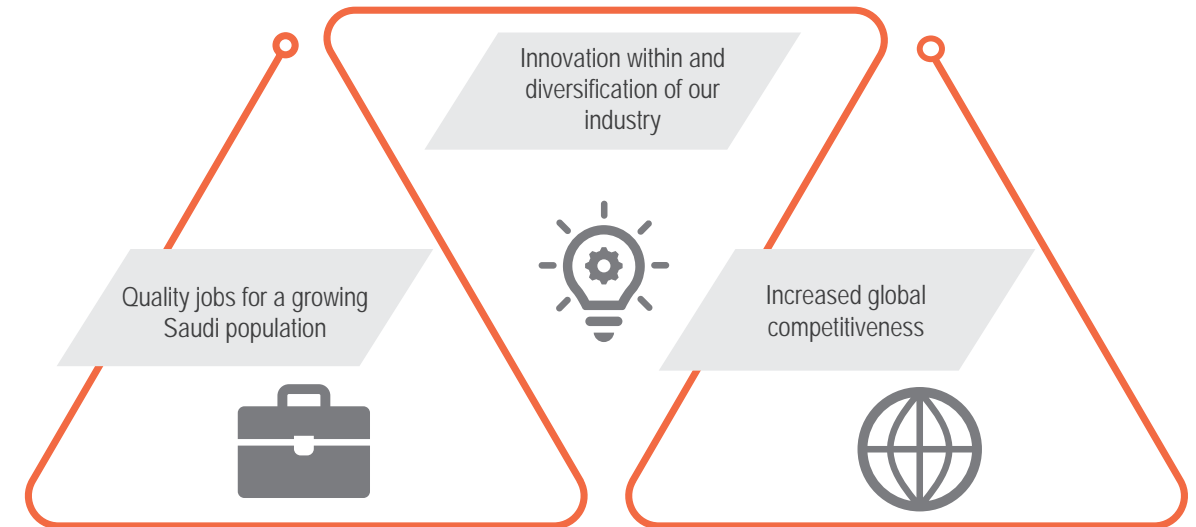 Innovation within and
diversification of our
industry
Quality jobs for a growing
Saudi population
Increased global
competitiveness